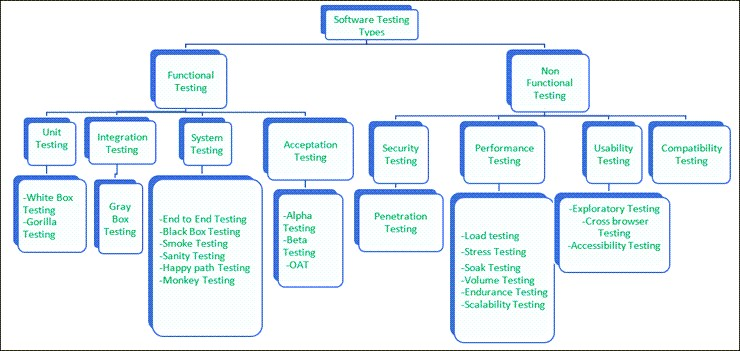 Software Testing
Types
Functional
Testing
Non
Functional
Testing
Unit
Testing
Integration
Testing
System
Testing
Acceptation
Testing
Security
Testing
Performance
Testing
Usability
Testing
Compatibility
Testing
-White Box
Testing
-Gorilla
Testing
Gray
Box
Testing
-End to End Testing
-Black Box Testing
-Smoke Testing
-Sanity Testing
-Happy path Testing
-Monkey Testing
-Alpha
Testing
-Beta
Testing
-OAT
Penetration
Testing
-Load testing
-Stress Testing
-Soak Testing
-Volume Testing
-Endurance Testing
-Scalability Testing
-Exploratory Testing
-Cross browser
Testing
-Accessibility Testing